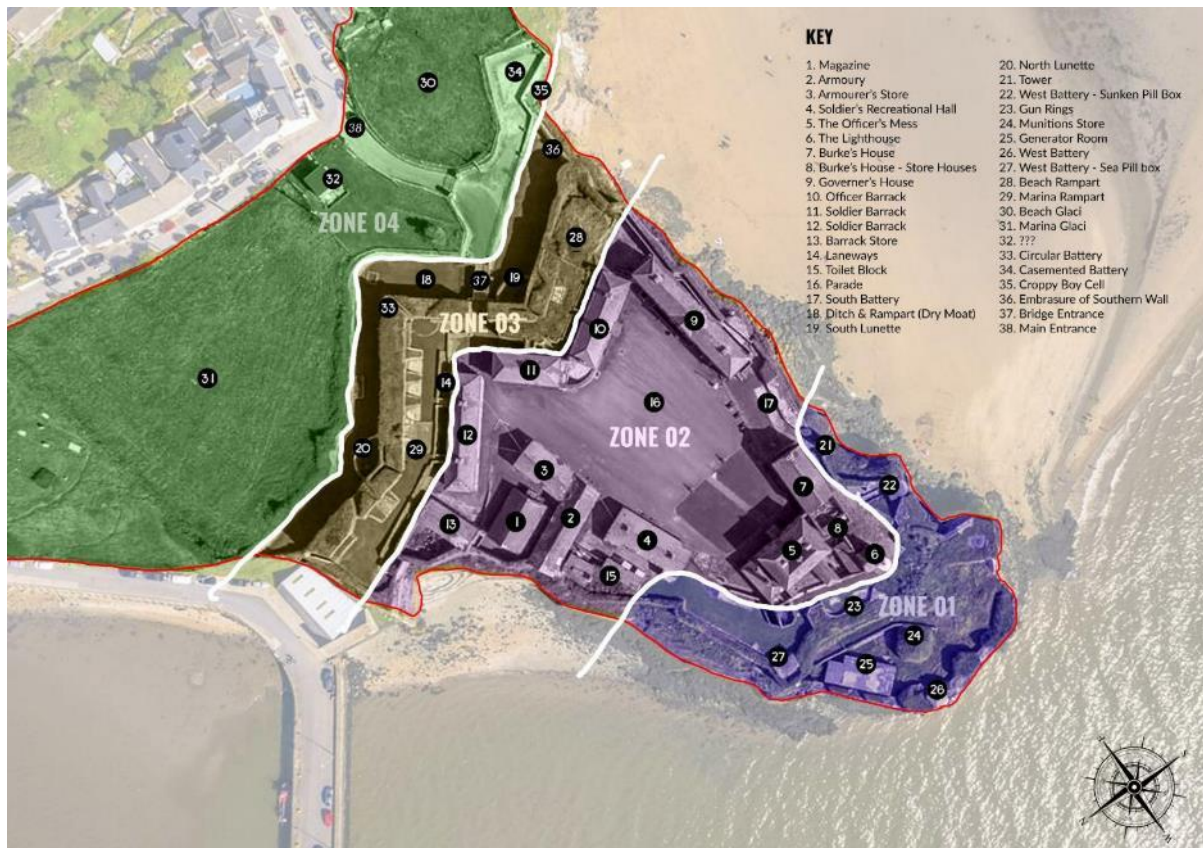 KEY
1. Magazine
2. Armoury
3. Armourer's Store
4. Soldier's Recreational Hall
5. The Officer's Mess
6. The Lighthouse
7. Burke's House
8. Burke's House - Store Houses
9. Governer's House
10. Officer Barrack
11. Soldier Barrack
12. Soldier Barrack
13. Barrack Store
14. Laneways
15. Toilet Block
16. Parade
17. South Battery
18. Ditch & Rampart (Dry Moat)
19. South Lunette
20. North Lunette
21. Tower
22. West Battery - Sunken Pill Box
23. Gun Rings
24. Munitions Store
25. Generator Room
26. West Battery
27. West Battery - Sea Pill box
28. Beach Rampart
29. Marina Rampart
30. Beach Glaci
31. Marina Glaci
32. ???
33. Circular Battery
34. Casemented Battery
35. Croppy Boy Cell
36. Embrasure of Southern Wall
37. Bridge Entrance
38. Main Entrance
34
30
35
38
36
32
ZONE 04
28
18
37
19
33
ZONE 03
9
10
11
31
14
16
17
12
ZONE 02
21
20
29
3
7
22
13
1
2
8
4
5
6
15
23
ZONE 01
24
27
25
26